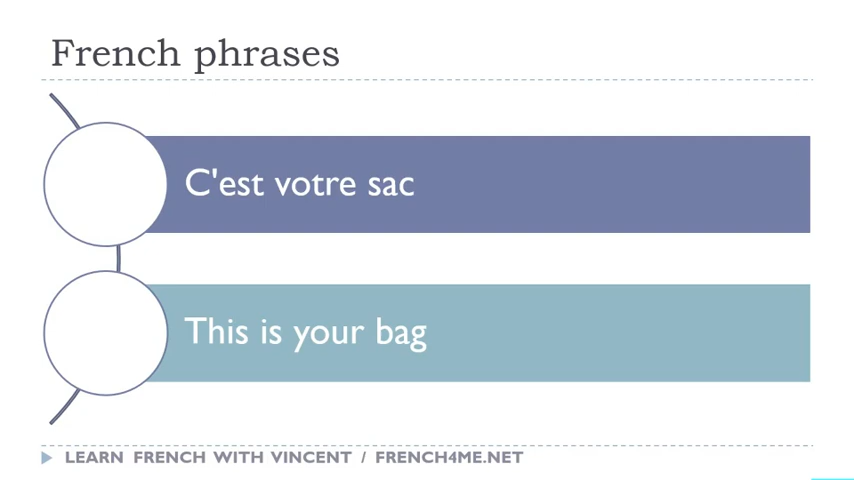 French phrases
C'est votre sac
This is your bag
LEARN FRENCH WITH VINCENT / FRENCH4ME.NET